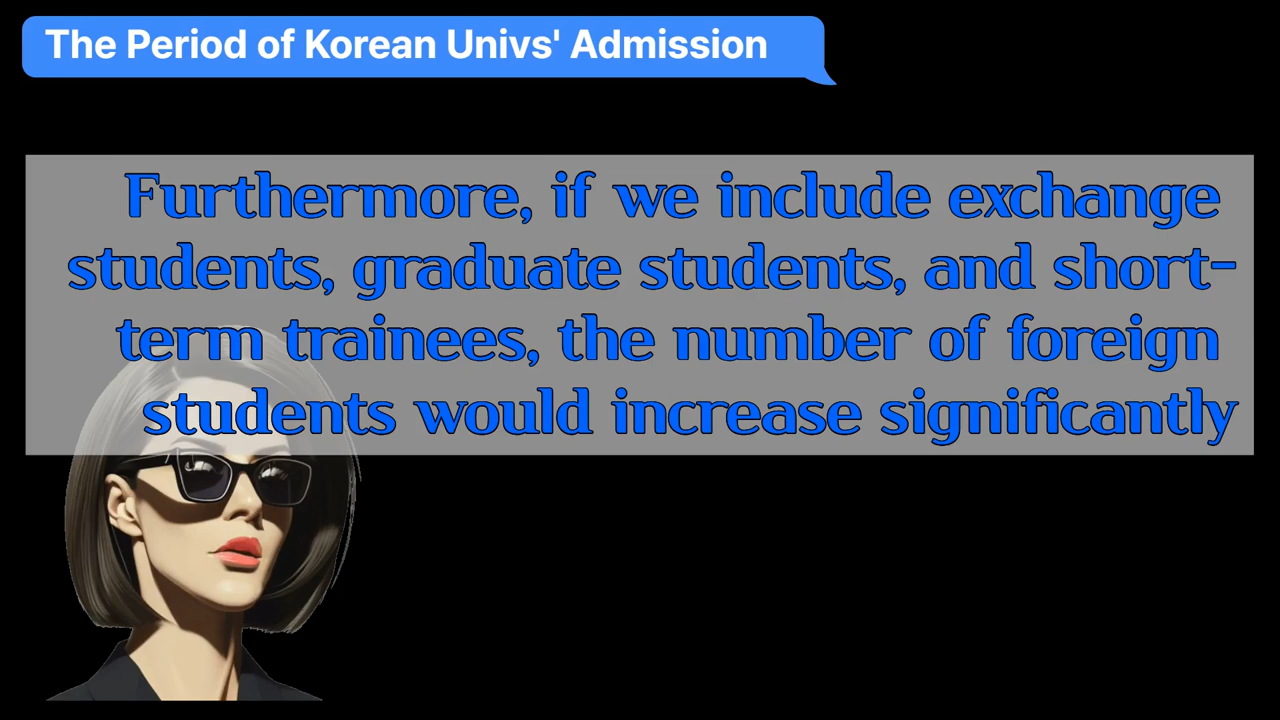 The Period of Korean Univs' Admission
Furthermore, if we include exchange
students, graduate students, and short-
term trainees, the number of foreign
students would increase significantly